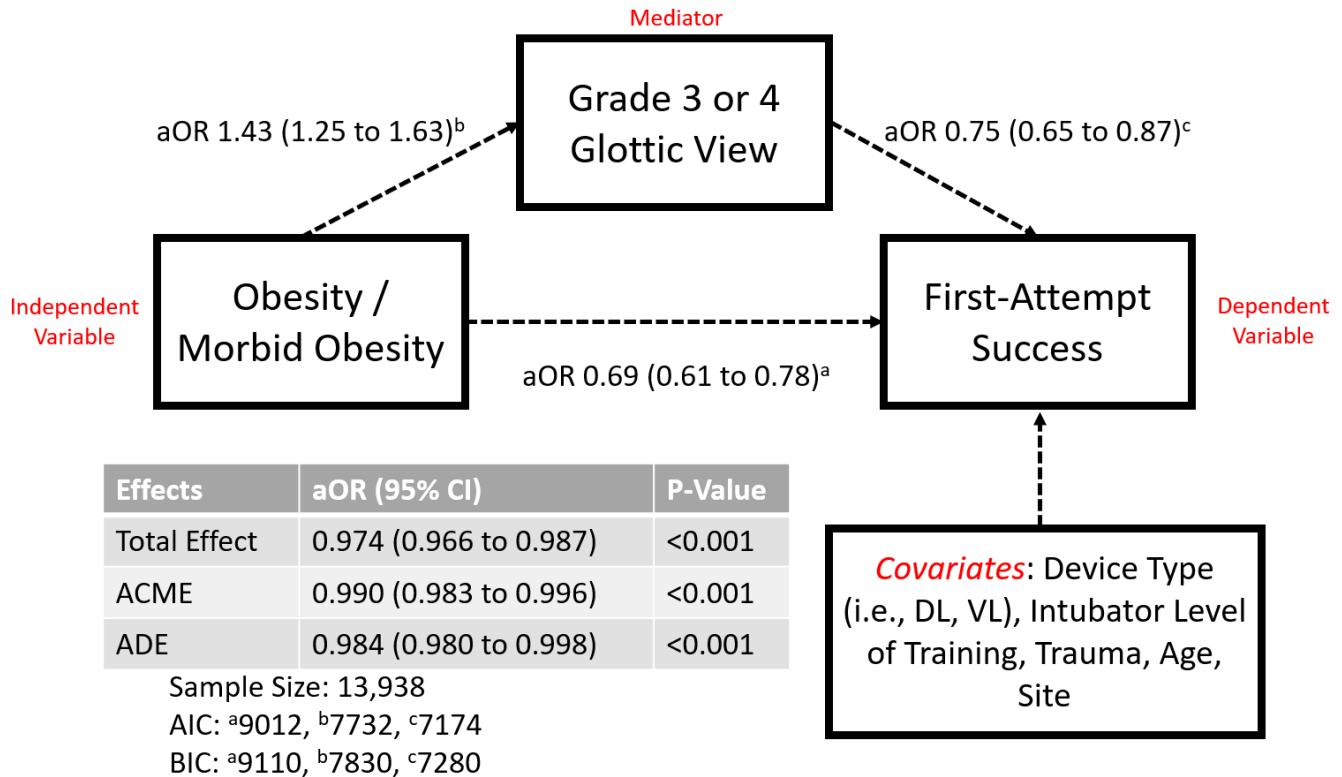 Mediator
Grade 3 or 4
Glottic View
aOR 1.43 (1.25 to 1.63)ᵇ
aOR 0.75 (0.65 to 0.87)ᶜ
Independent
Variable
Obesity /
Morbid Obesity
First-Attempt
Success
Dependent
Variable
aOR 0.69 (0.61 to 0.78)ᵃ
Effects aOR (95% CI) P-Value
Total Effect 0.974 (0.966 to 0.987) <0.001
ACME 0.990 (0.983 to 0.996) <0.001
ADE 0.984 (0.980 to 0.998) <0.001
Sample Size: 13,938
AIC: ᵃ9012, ᵇ7732, ᶜ7174
BIC: ᵃ9110, ᵇ7830, ᶜ7280
Covariates: Device Type
(i.e., DL, VL), Intubator Level
of Training, Trauma, Age,
Site